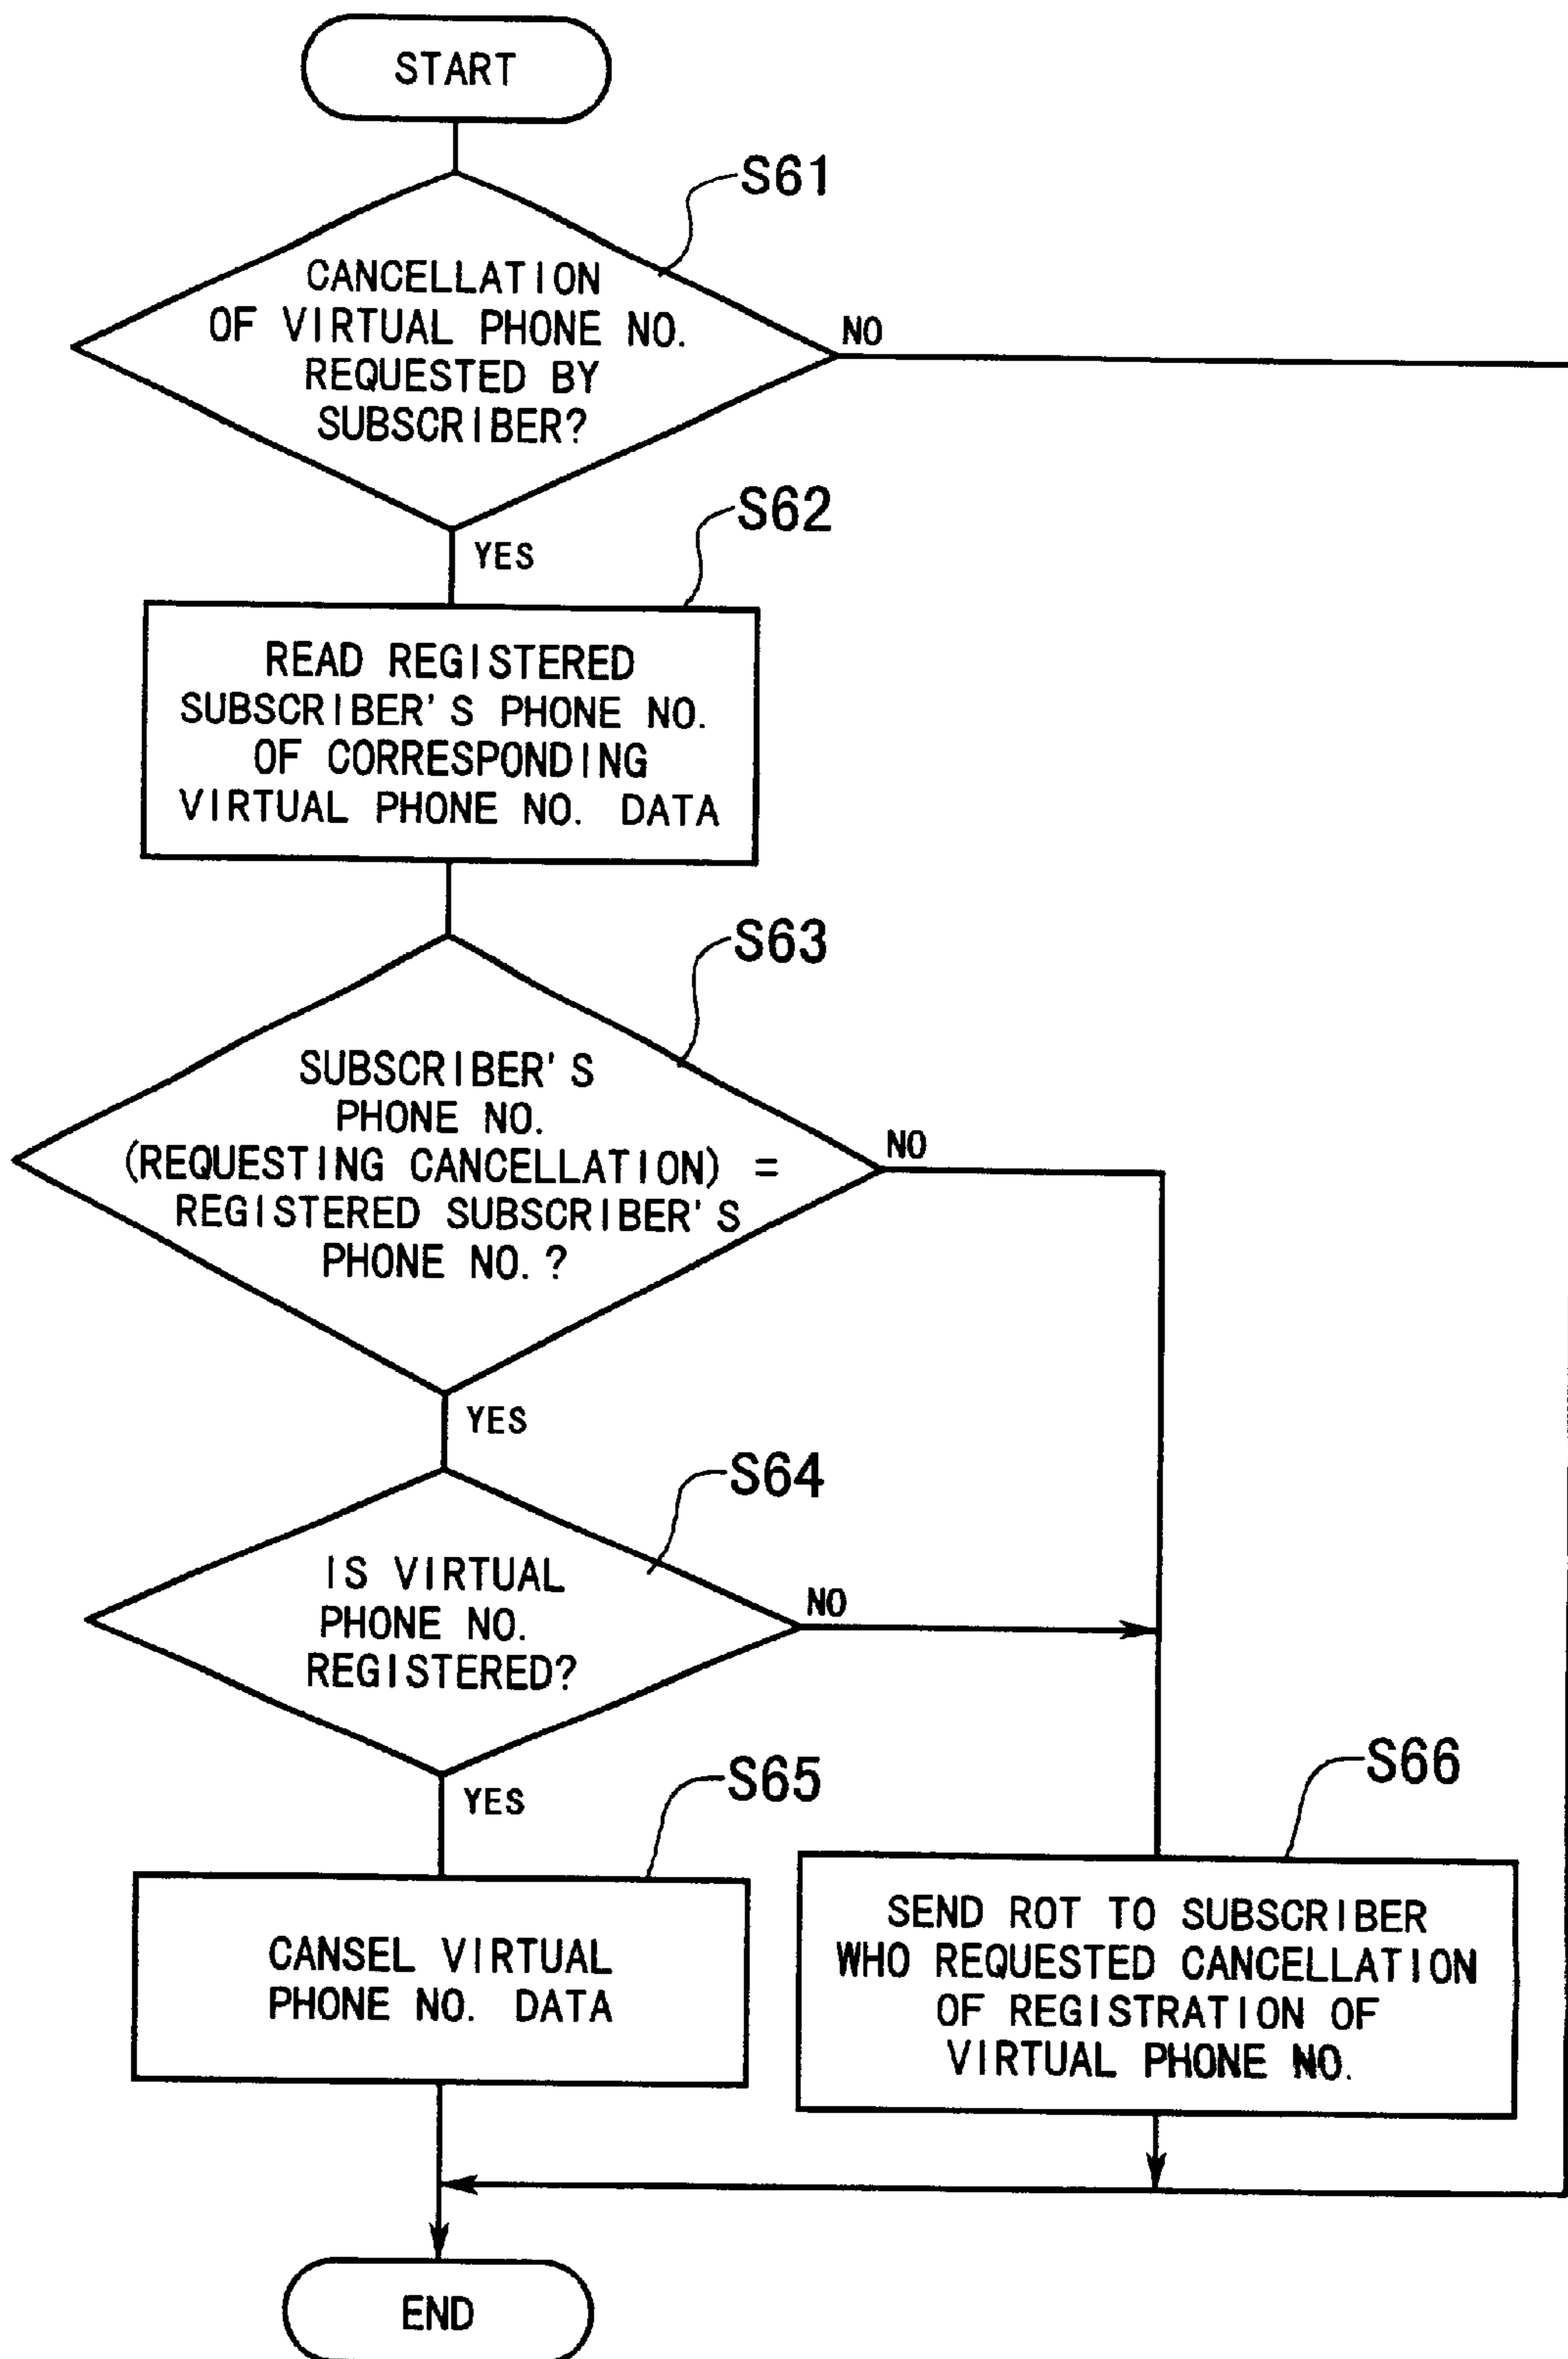 START
S61
CANCELLATION
OF VIRTUAL PHONE NO.
REQUESTED BY
SUBSCRIBER?
NO
YES
S62
READ REGISTERED
SUBSCRIBER'S PHONE NO.
OF CORRESPONDING
VIRTUAL PHONE NO. DATA
S63
SUBSCRIBER'S
PHONE NO.
(REQUESTING CANCELLATION) =
REGISTERED SUBSCRIBER'S
PHONE NO.?
NO
YES
S64
IS VIRTUAL
PHONE NO.
REGISTERED?
NO
YES
S65
CANSEL VIRTUAL
PHONE NO. DATA
S66
SEND ROT TO SUBSCRIBER
WHO REQUESTED CANCELLATION
OF REGISTRATION OF
VIRTUAL PHONE NO.
END